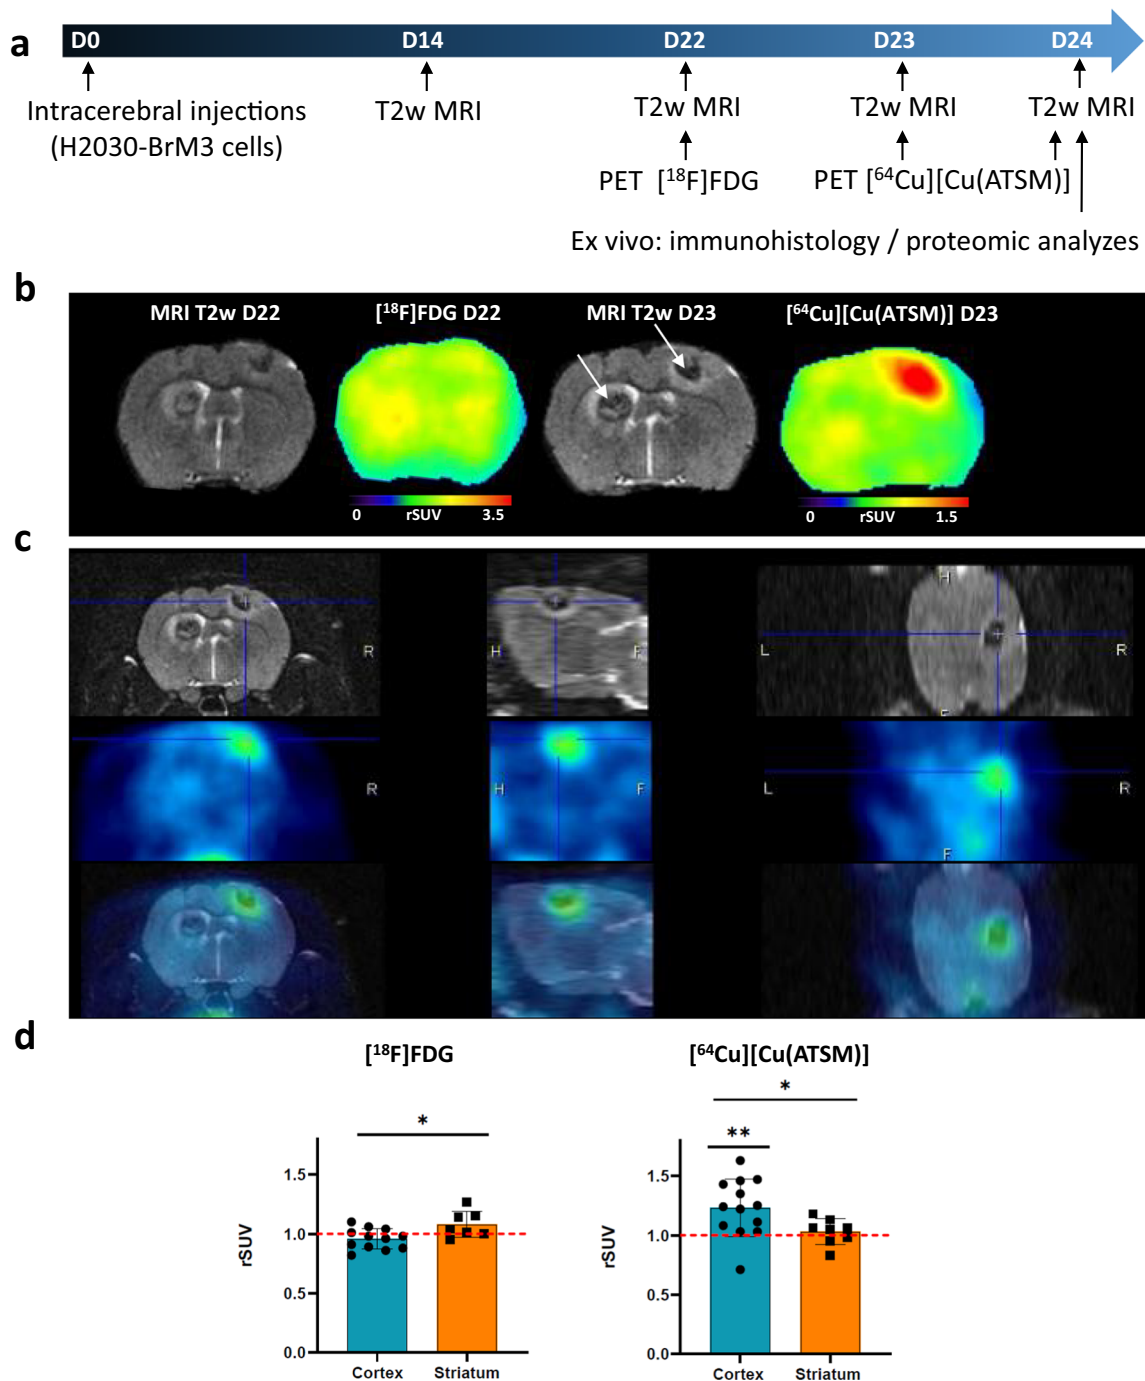 a
D0 D14 D22 D23 D24
Intracerebral injections
(H2030-BrM3 cells)
T2w MRI T2w MRI T2w MRI T2w MRI
PET [18F]FDG PET [64Cu][Cu(ATSM)]
Ex vivo: immunohistology / proteomic analyzes
b
MRI T2w D22 [18F]FDG D22 MRI T2w D23 [64Cu][Cu(ATSM)] D23
0 rSUV 3.5 0 rSUV 1.5
c
H
R H F L R
F
R H F L R
F
d
[18F]FDG [64Cu][Cu(ATSM)]
*
*
**
1.5
1.0
0.5
0.0
rSUV
Cortex Striatum
1.5
1.0
0.5
0.0
rSUV
Cortex Striatum